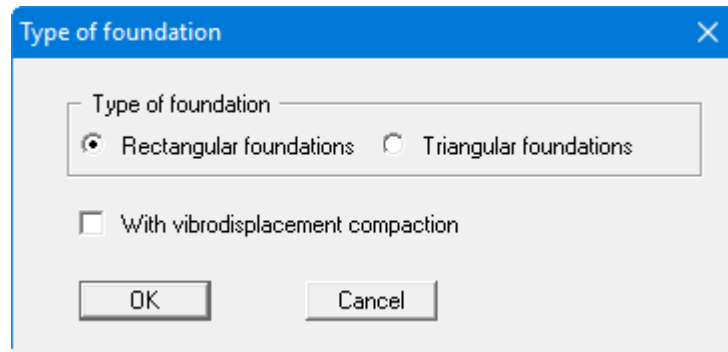 Type of foundation
Type of foundation
Rectangular foundations Triangular foundations
With vibrodisplacement compaction
OK Cancel